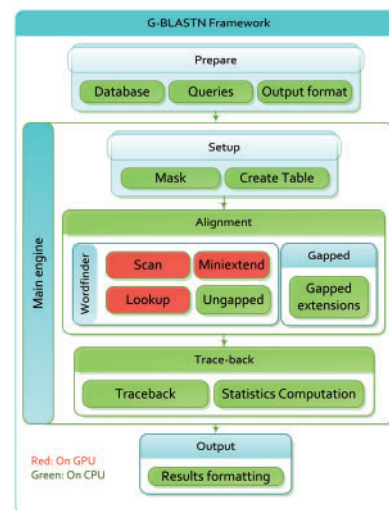 G-BLASTN Framework
Prepare
Database
Queries
Output format
Main engine
Setup
Mask
Create Table
Alignment
Wordfinder
Scan
Miniextend
Lookup
Ungapped
Gapped
Gapped
extensions
Trace-back
Traceback
Statistics Computation
Output
Results formatting
Red: On GPU
Green: On CPU